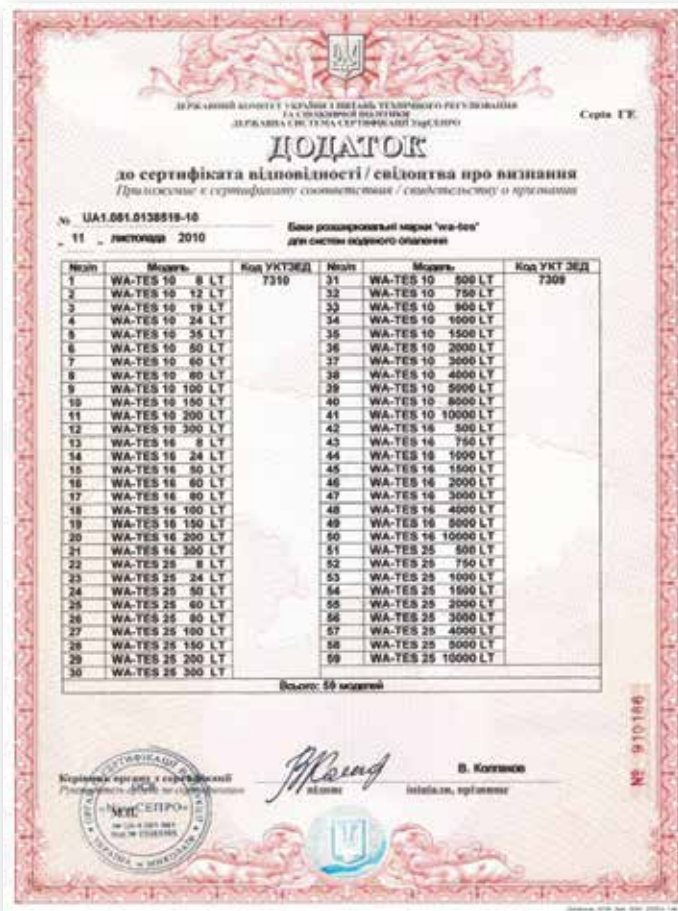 ДЕРЖАВНИЙ КОМІТЕТ УКРАЇНИ З ПИТАНЬ ТЕХНІЧНОГО РЕГУЛЮВАННЯ
ТА СПОЖИВЧОЇ ПОЛІТИКИ
ДЕРЖАВНА СИСТЕМА СЕРТИФІКАЦІЇ УкрСЕПРО
Серія ГЕ
ДОДАТОК
до сертифіката відповідності / свідоцтва про визнання
Приложение к сертификату соответствия / свидетельству о признании
№ UA1.081.0138519-10
„ 11 „ листопада 2010
Баки розширювальні марки "wa-tes"
для систем водяного опалення
№з/п Модель Код УКТЗЕД №з/п Модель Код УКТ ЗЕД
1 WA-TES 10 8 LT 7310 31 WA-TES 10 500 LT 7309
2 WA-TES 10 12 LT 32 WA-TES 10 750 LT
3 WA-TES 10 19 LT 33 WA-TES 10 900 LT
4 WA-TES 10 24 LT 34 WA-TES 10 1000 LT
5 WA-TES 10 35 LT 35 WA-TES 10 1500 LT
6 WA-TES 10 50 LT 36 WA-TES 10 2000 LT
7 WA-TES 10 60 LT 37 WA-TES 10 3000 LT
8 WA-TES 10 80 LT 38 WA-TES 10 4000 LT
9 WA-TES 10 100 LT 39 WA-TES 10 5000 LT
10 WA-TES 10 150 LT 40 WA-TES 10 8000 LT
11 WA-TES 10 200 LT 41 WA-TES 10 10000 LT
12 WA-TES 10 300 LT 42 WA-TES 16 500 LT
13 WA-TES 16 8 LT 43 WA-TES 16 750 LT
14 WA-TES 16 24 LT 44 WA-TES 16 1000 LT
15 WA-TES 16 50 LT 45 WA-TES 16 1500 LT
16 WA-TES 16 60 LT 46 WA-TES 16 2000 LT
17 WA-TES 16 80 LT 47 WA-TES 16 3000 LT
18 WA-TES 16 100 LT 48 WA-TES 16 4000 LT
19 WA-TES 16 150 LT 49 WA-TES 16 5000 LT
20 WA-TES 16 200 LT 50 WA-TES 16 10000 LT
21 WA-TES 16 300 LT 51 WA-TES 25 500 LT
22 WA-TES 25 8 LT 52 WA-TES 25 750 LT
23 WA-TES 25 24 LT 53 WA-TES 25 1000 LT
24 WA-TES 25 50 LT 54 WA-TES 25 1500 LT
25 WA-TES 25 60 LT 55 WA-TES 25 2000 LT
26 WA-TES 25 80 LT 56 WA-TES 25 3000 LT
27 WA-TES 25 100 LT 57 WA-TES 25 4000 LT
28 WA-TES 25 150 LT 58 WA-TES 25 5000 LT
29 WA-TES 25 200 LT 59 WA-TES 25 10000 LT
30 WA-TES 25 300 LT
Всього: 59 моделей
№ 910186
Керівник органу з сертифікації
В. Колпаков
підпис
ініціали, прізвище
М.П.